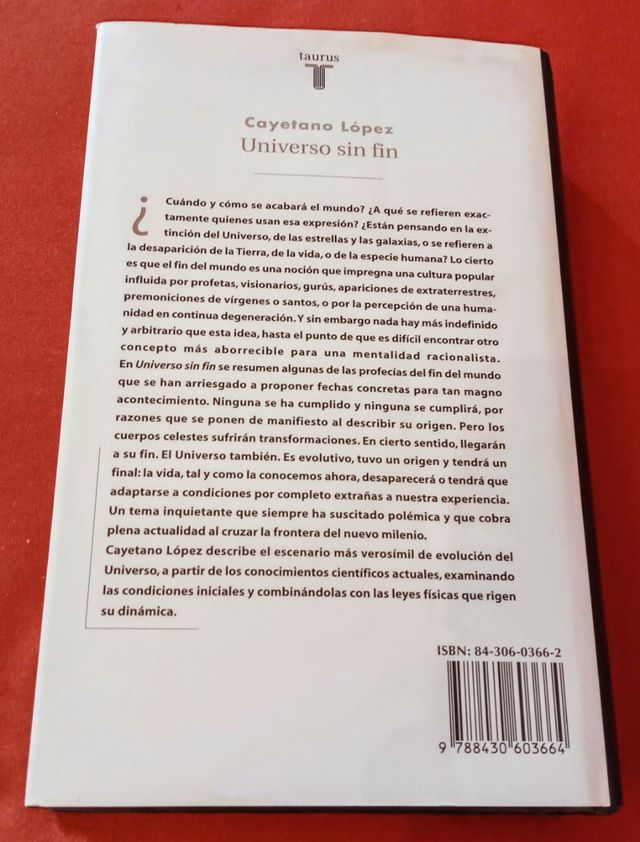 taurus
Cayetano López
Universo sin fin
¿ Cuándo y cómo se acabará el mundo? ¿A qué se refieren exac-
tamente quienes usan esa expresión? ¿Están pensando en la ex-
tinción del Universo, de las estrellas y las galaxias, o se refieren a
la desaparición de la Tierra, de la vida, o de la especie humana? Lo cierto
es que el fin del mundo es una noción que impregna una cultura popular
influida por profetas, visionarios, gurús, apariciones de extraterrestres,
premoniciones de vírgenes o santos, o por la percepción de una huma-
nidad en continua degeneración. Y sin embargo nada hay más indefinido
y arbitrario que esta idea, hasta el punto de que es difícil encontrar otro
concepto más aborrecible para una mentalidad racionalista.
En Universo sin fin se resumen algunas de las profecías del fin del mundo
que se han arriesgado a proponer fechas concretas para tan magno
acontecimiento. Ninguna se ha cumplido y ninguna se cumplirá, por
razones que se ponen de manifiesto al describir su origen. Pero los
cuerpos celestes sufrirán transformaciones. En cierto sentido, llegarán
a su fin. El Universo también. Es evolutivo, tuvo un origen y tendrá un
final: la vida, tal y como la conocemos ahora, desaparecerá o tendrá que
adaptarse a condiciones por completo extrañas a nuestra experiencia.
Un tema inquietante que siempre ha suscitado polémica y que cobra
plena actualidad al cruzar la frontera del nuevo milenio.
Cayetano López describe el escenario más verosímil de evolución del
Universo, a partir de los conocimientos científicos actuales, examinando
las condiciones iniciales y combinándolas con las leyes físicas que rigen
su dinámica.
ISBN: 84-306-0366-2
9 788430 603664